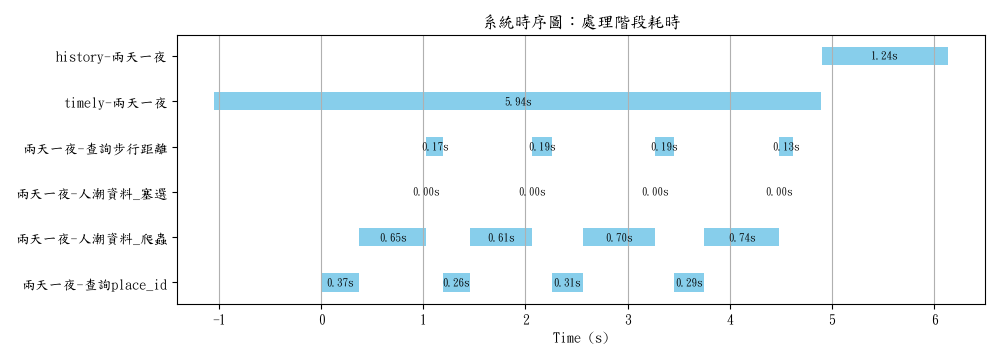 系統時序圖：處理階段耗時
history-兩天一夜
1.24s
timely-兩天一夜
5.94s
兩天一夜-查詢步行距離
0.17s 0.19s 0.19s 0.13s
兩天一夜-人潮資料_塞選
0.00s 0.00s 0.00s 0.00s
兩天一夜-人潮資料_爬蟲
0.65s 0.61s 0.70s 0.74s
兩天一夜-查詢place_id
0.37s 0.26s 0.31s 0.29s
-1 0 1 2 3 4 5 6
Time (s)